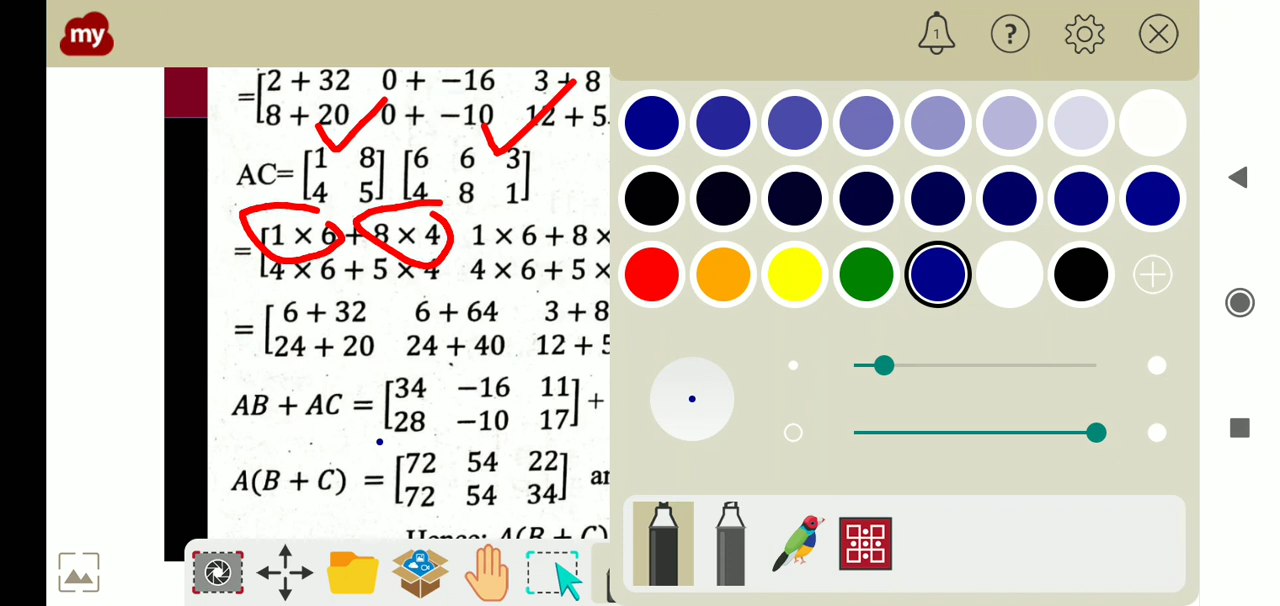 my
1
?
=[2 + 32 0 + −16 3 + 8
8 + 20 0 + −10 12 + 5
AC= [1 8] [6 6 3]
[4 5] [4 8 1]
= [1 × 6 + 8 × 4 1 × 6 + 8 ×
4 × 6 + 5 × 4 4 × 6 + 5 ×
= [ 6 + 32 6 + 64 3 + 8
24 + 20 24 + 40 12 + 5
AB + AC = [34 −16 11] +
[28 −10 17]
A(B + C) = [72 54 22] an
[72 54 34]
Hence: A(B + C)